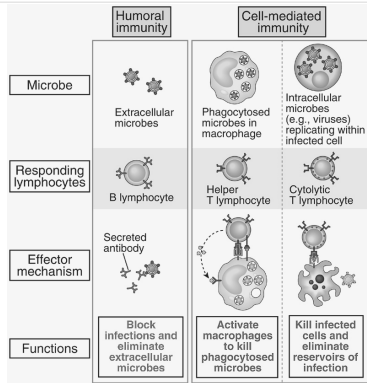 Humoral
immunity
Cell-mediated
immunity
Microbe
Extracellular
microbes
Phagocytosed
microbes in
macrophage
Intracellular
microbes
(e.g., viruses)
replicating within
infected cell
Responding
lymphocytes
B lymphocyte
Helper
T lymphocyte
Cytolytic
T lymphocyte
Effector
mechanism
Secreted
antibody
Functions
Block
infections and
eliminate
extracellular
microbes
Activate
macrophages
to kill
phagocytosed
microbes
Kill infected
cells and
eliminate
reservoirs of
infection